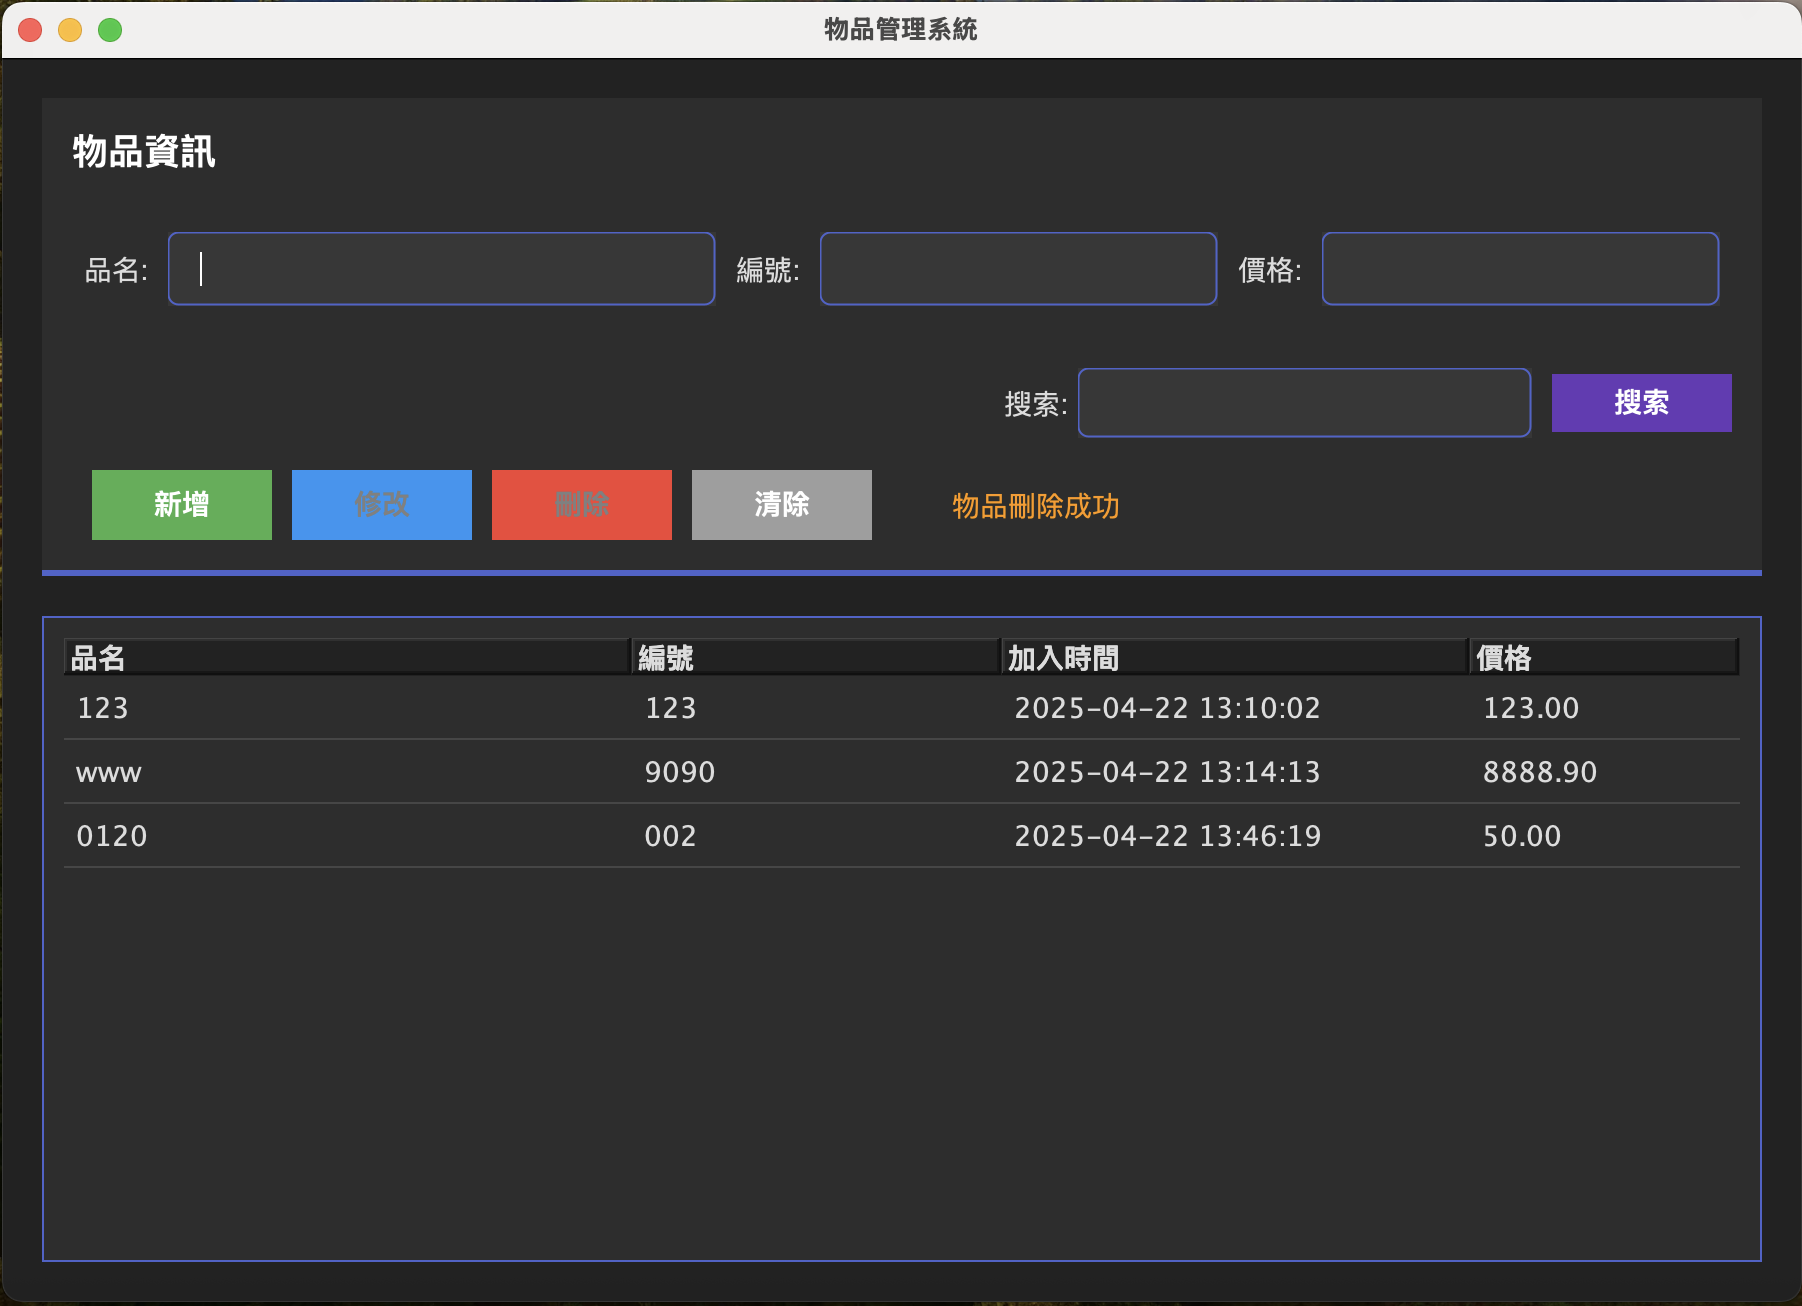 物品管理系統
物品資訊
品名: 編號: 價格:
搜索: 搜索
新增 修改 刪除 清除 物品刪除成功
品名 編號 加入時間 價格
123 123 2025-04-22 13:10:02 123.00
www 9090 2025-04-22 13:14:13 8888.90
0120 002 2025-04-22 13:46:19 50.00